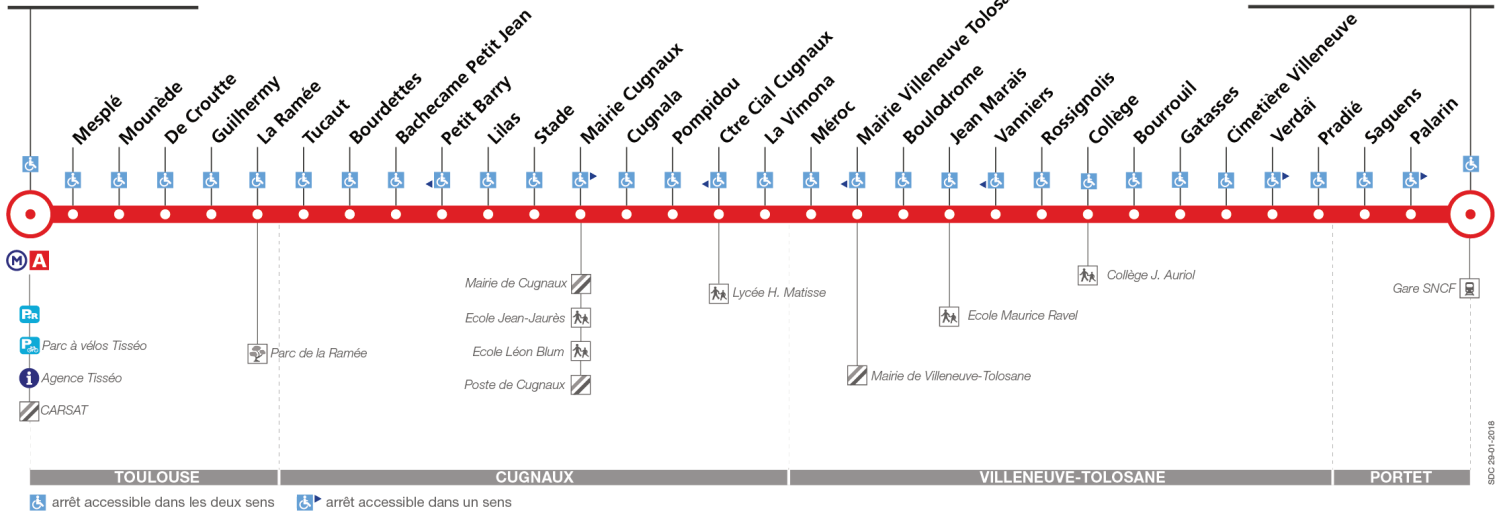 Mesplé
Mounède
De Croutte
Guilhermy
La Ramée
Tucaut
Bourdettes
Bachecame Petit Jean
Petit Barry
Lilas
Stade
Mairie Cugnaux
Cugnala
Pompidou
Ctre Cial Cugnaux
La Vimona
Méroc
Mairie Villeneuve
Boulodrome
Jean Marais
Vanniers
Rossignolis
Collège
Bourrouil
Gatasses
Cimetière Villeneuve
Verdaï
Pradié
Saguens
Palarin
M A
P+R
Parc à vélos Tisséo
Agence Tisséo
CARSAT
Parc de la Ramée
Mairie de Cugnaux
Ecole Jean-Jaurès
Ecole Léon Blum
Poste de Cugnaux
Lycée H. Matisse
Mairie de Villeneuve-Tolosane
Ecole Maurice Ravel
Collège J. Auriol
Gare SNCF
TOULOUSE
CUGNAUX
VILLENEUVE-TOLOSANE
PORTET
arrêt accessible dans les deux sens
arrêt accessible dans un sens
SDC 29-01-2018